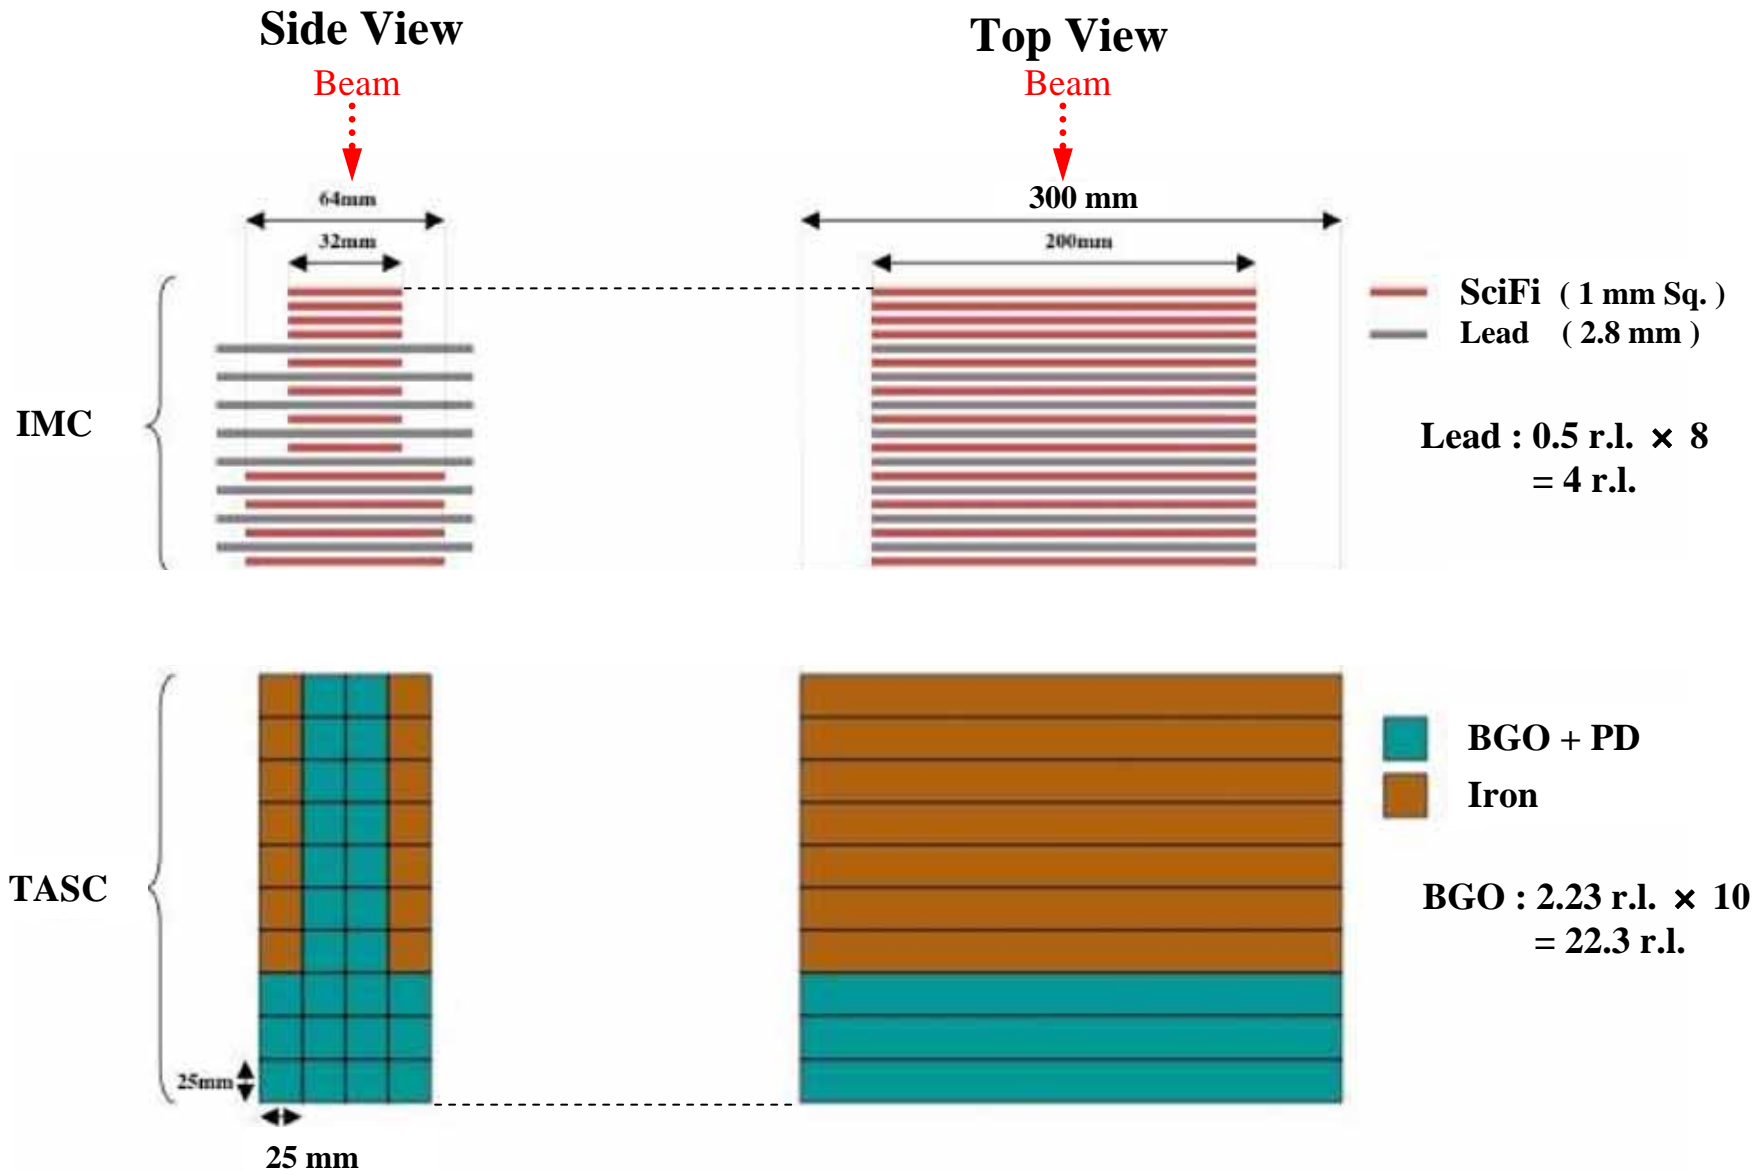 Side View
Top View
Beam
Beam
64mm
300 mm
32mm
200mm
SciFi ( 1 mm Sq. )
Lead ( 2.8 mm )
IMC
Lead : 0.5 r.l. × 8
= 4 r.l.
BGO + PD
Iron
TASC
BGO : 2.23 r.l. × 10
= 22.3 r.l.
25mm
25 mm